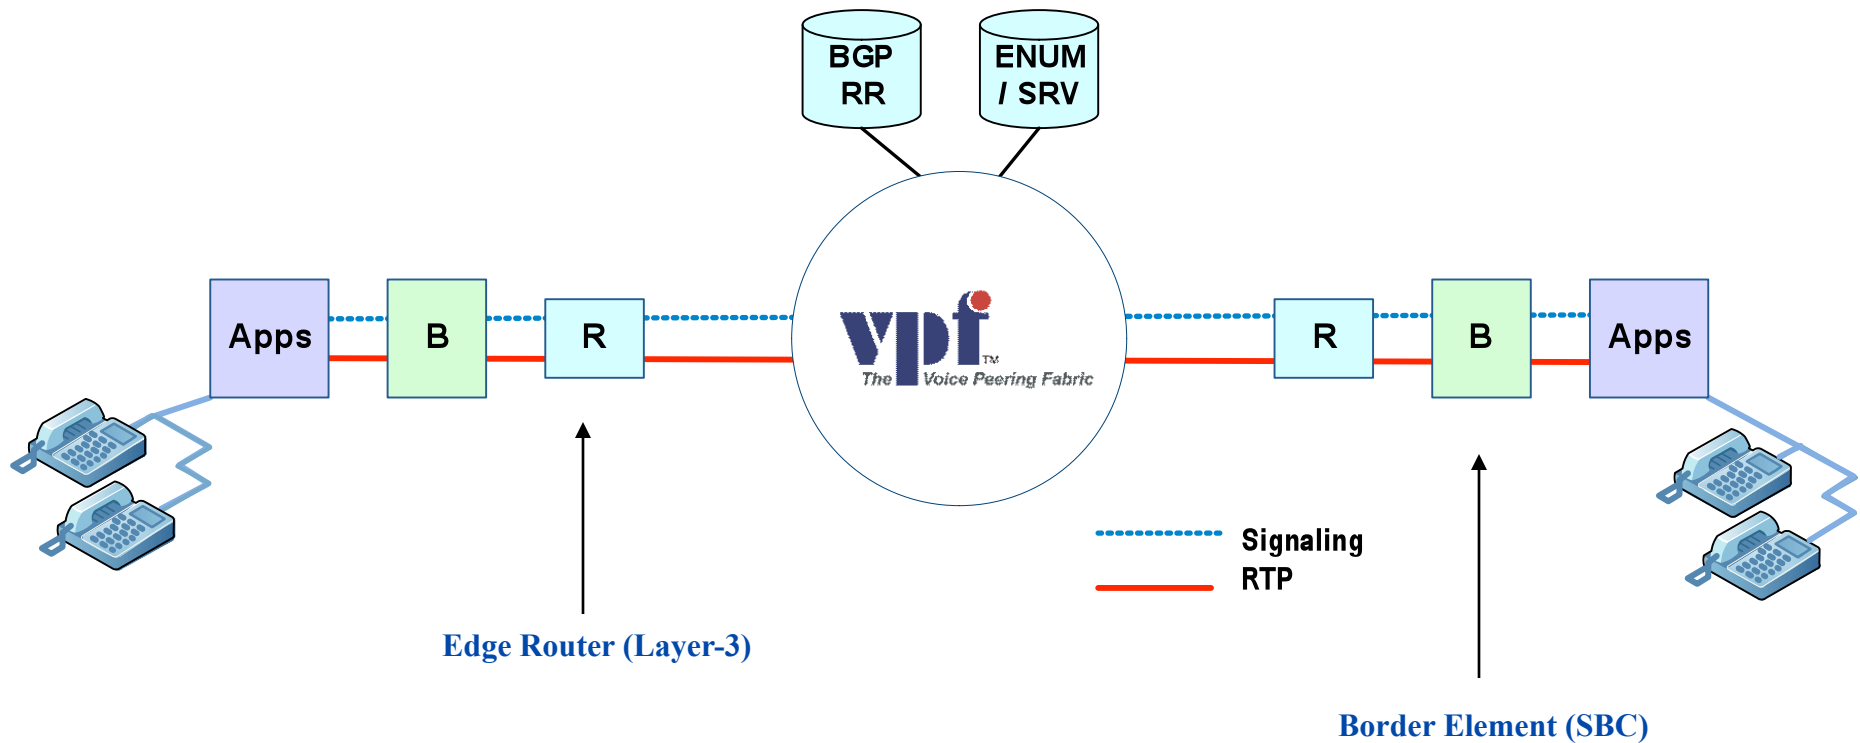 BGP
RR
ENUM
/ SRV
Apps
B
R
vpf
TM
The Voice Peering Fabric
R
B
Apps
Signaling
RTP
Edge Router (Layer-3)
Border Element (SBC)